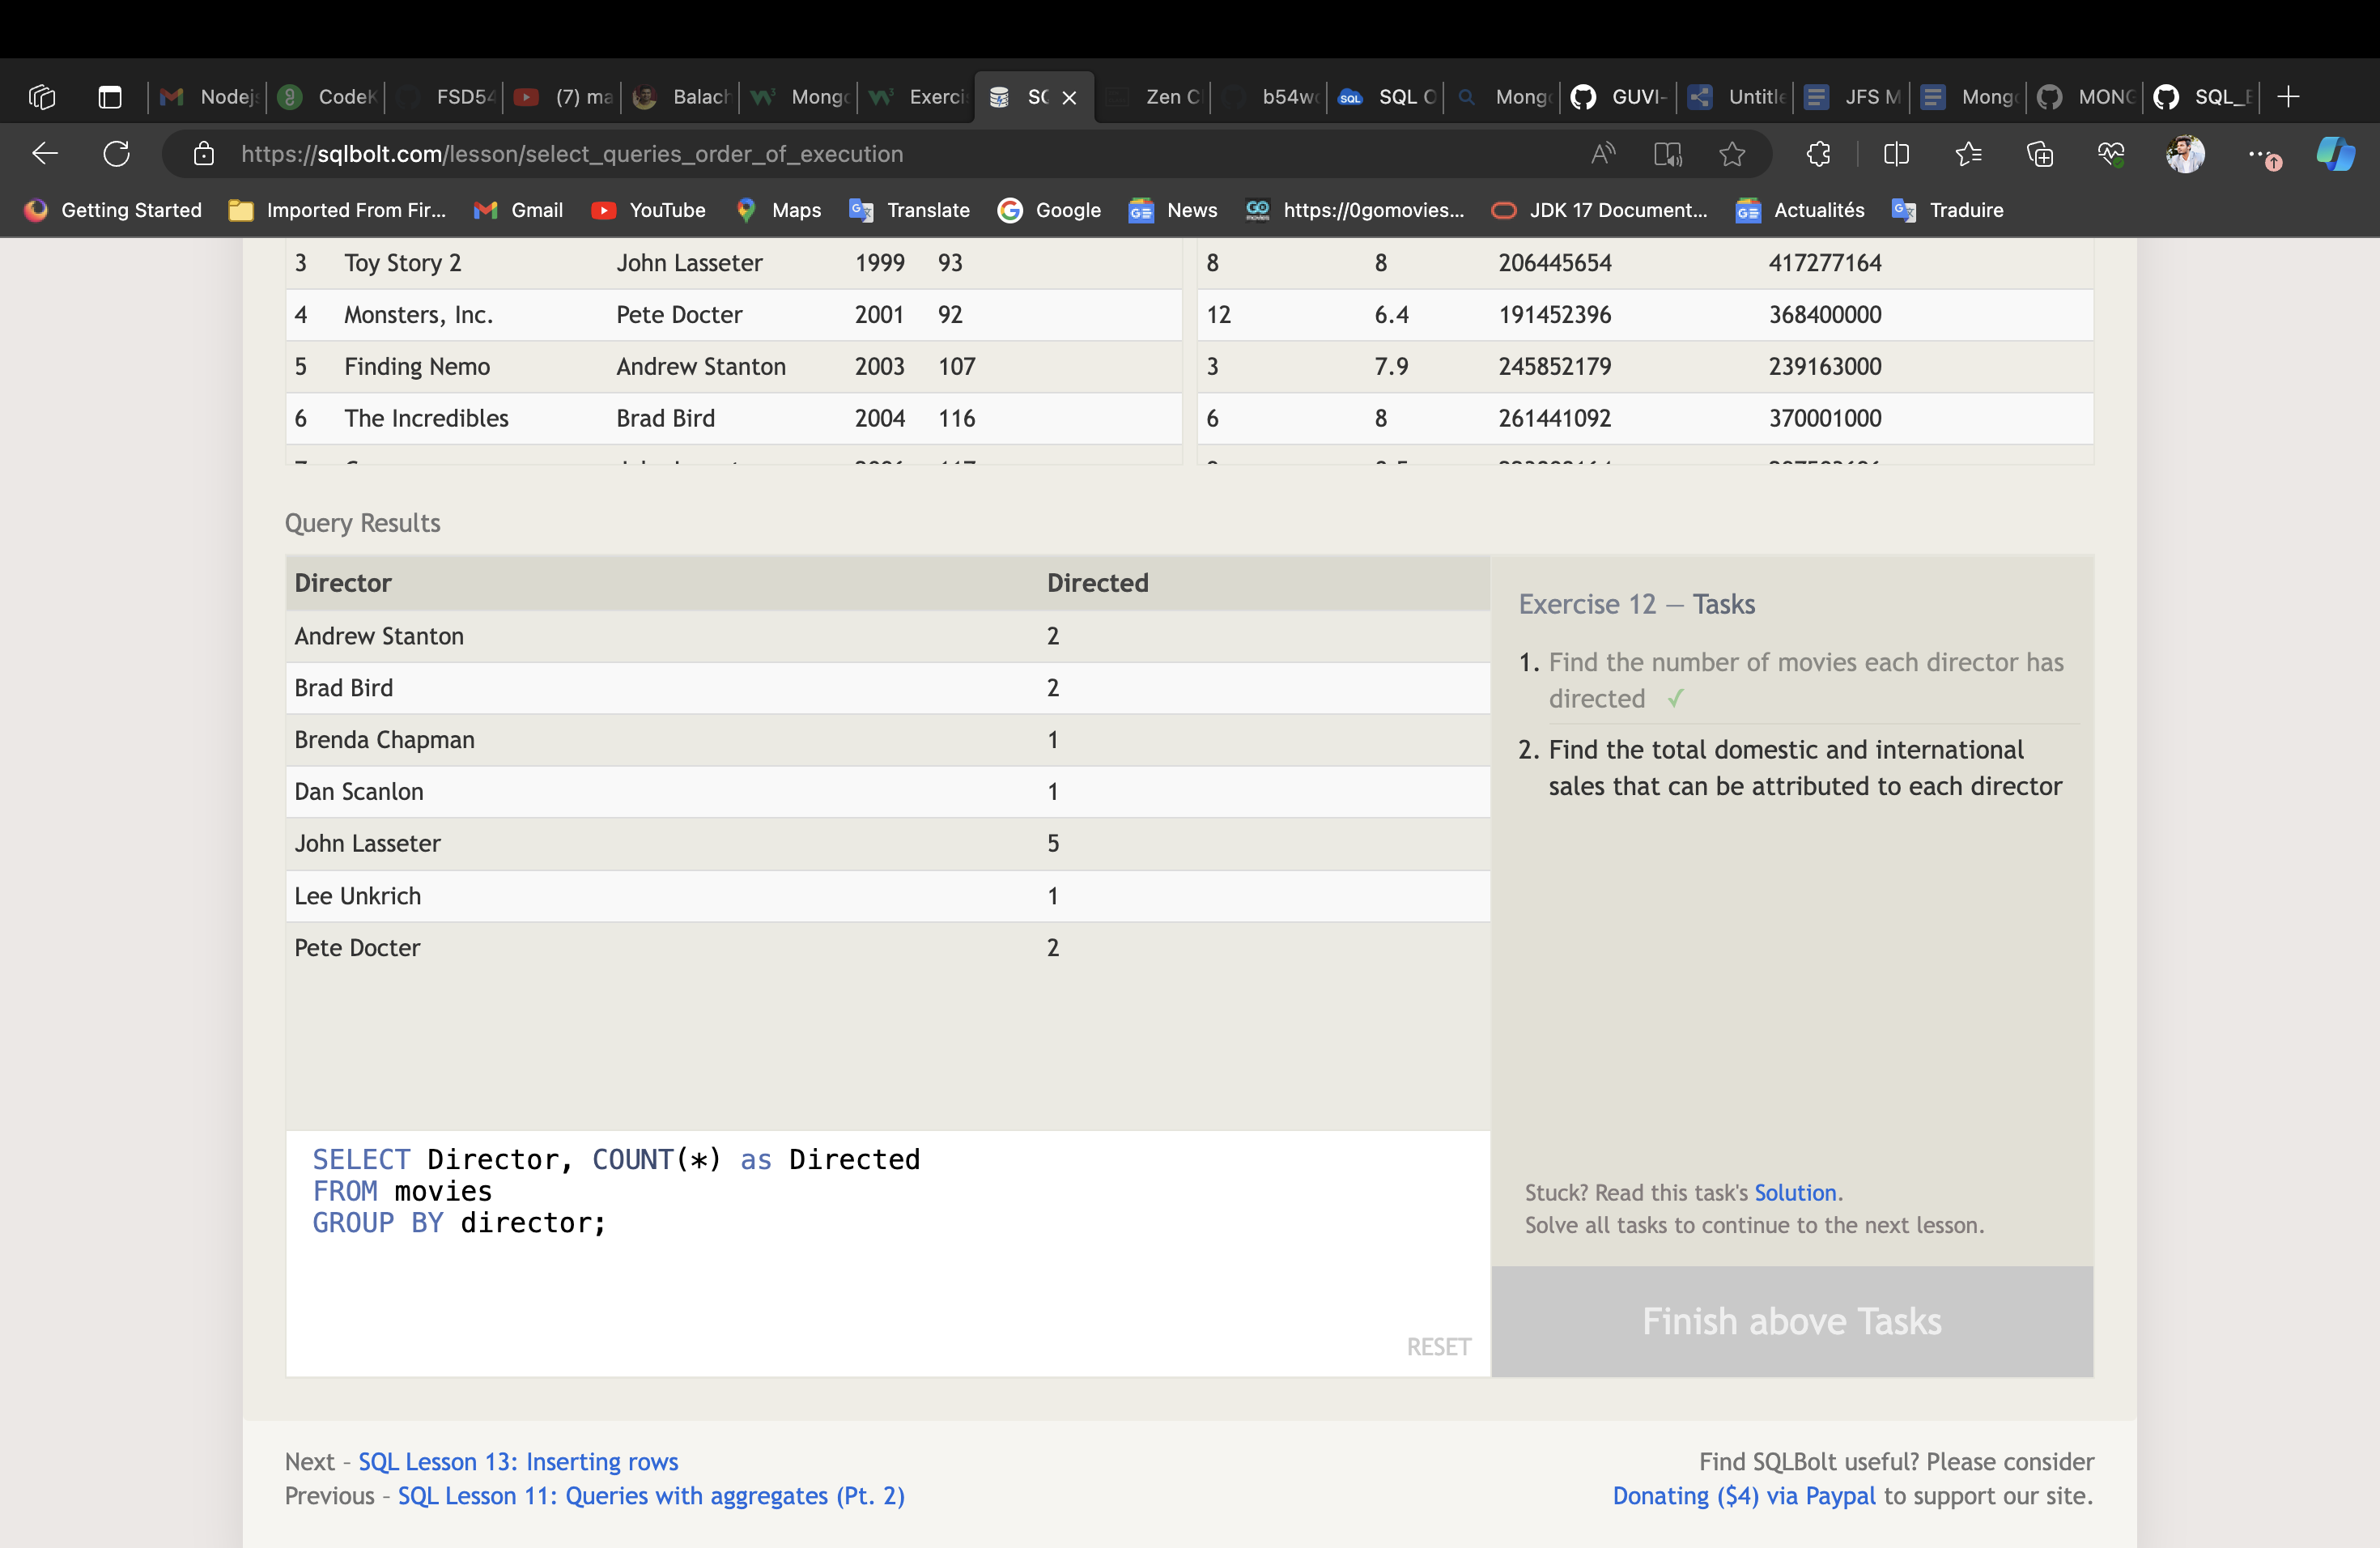 Nodej CodeK FSD54 (7) ma Balach Mong Exerci SQ Zen C b54w SQL O Mong GUVI- Untitle JFS M Mong MONG SQL_E
https://sqlbolt.com/lesson/select_queries_order_of_execution
Getting Started Imported From Fir... Gmail YouTube Maps Translate Google News https://0gomovies... JDK 17 Document... Actualités Traduire
3 Toy Story 2 John Lasseter 1999 93 8 8 206445654 417277164
4 Monsters, Inc. Pete Docter 2001 92 12 6.4 191452396 368400000
5 Finding Nemo Andrew Stanton 2003 107 3 7.9 245852179 239163000
6 The Incredibles Brad Bird 2004 116 6 8 261441092 370001000
Query Results
Director Directed
Andrew Stanton 2
Brad Bird 2
Brenda Chapman 1
Dan Scanlon 1
John Lasseter 5
Lee Unkrich 1
Pete Docter 2
SELECT Director, COUNT(*) as Directed
FROM movies
GROUP BY director;
RESET
Exercise 12 — Tasks
1. Find the number of movies each director has
directed ✓
2. Find the total domestic and international
sales that can be attributed to each director
Stuck? Read this task's Solution.
Solve all tasks to continue to the next lesson.
Finish above Tasks
Next – SQL Lesson 13: Inserting rows
Previous – SQL Lesson 11: Queries with aggregates (Pt. 2)
Find SQLBolt useful? Please consider
Donating ($4) via Paypal to support our site.